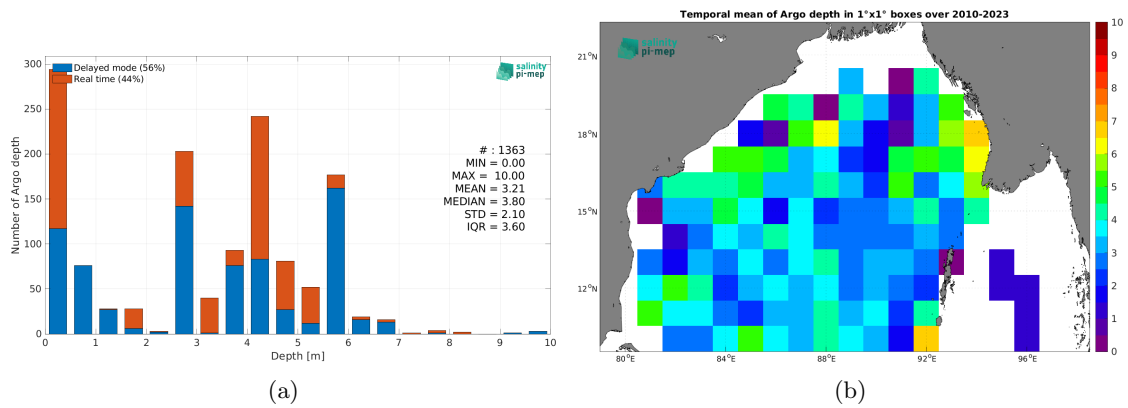 Delayed mode (56%)
Real time (44%)
salinity
pi-mep
# : 1363
MIN = 0.00
MAX = 10.00
MEAN = 3.21
MEDIAN = 3.80
STD = 2.10
IQR = 3.60
300
250
200
150
100
50
0
Number of Argo depth
0 1 2 3 4 5 6 7 8 9 10
Depth [m]
(a)
Temporal mean of Argo depth in 1°x1° boxes over 2010-2023
salinity
pi-mep
21°N
18°N
15°N
12°N
80°E 84°E 88°E 92°E 96°E
10
9
8
7
6
5
4
3
2
1
0
(b)